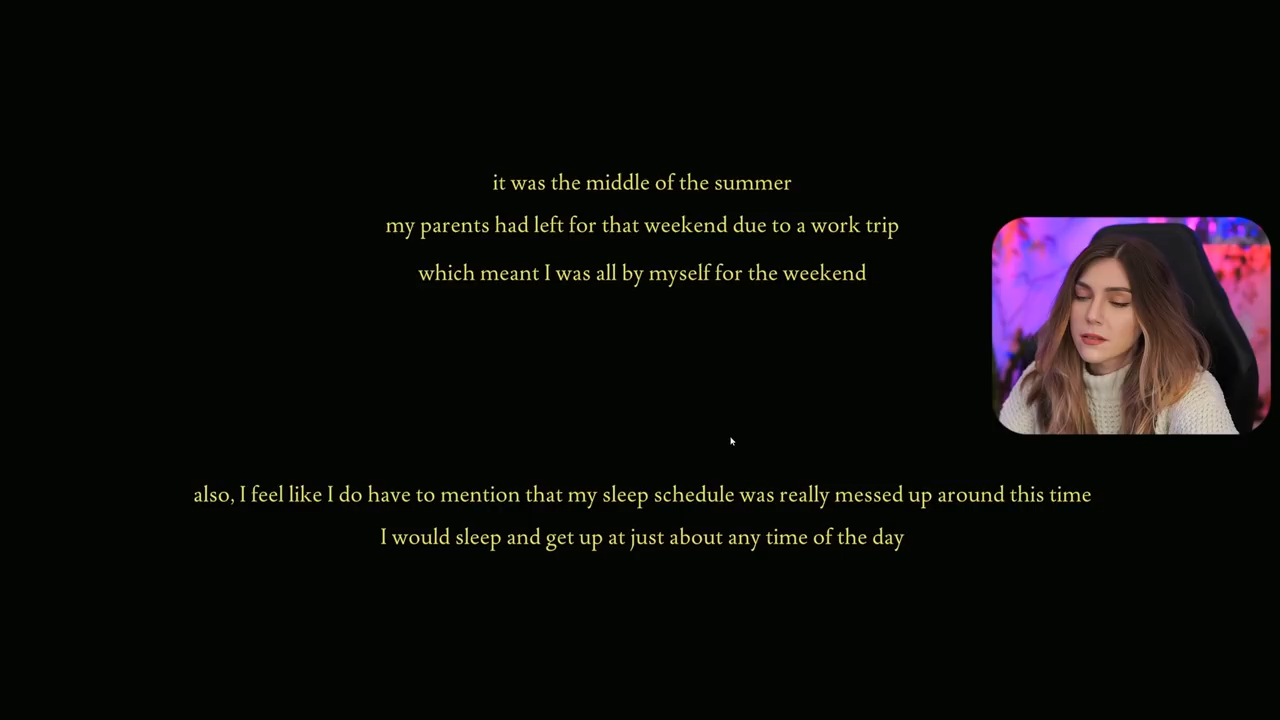 it was the middle of the summer
my parents had left for that weekend due to a work trip
which meant I was all by myself for the weekend
also, I feel like I do have to mention that my sleep schedule was really messed up around this time
I would sleep and get up at just about any time of the day